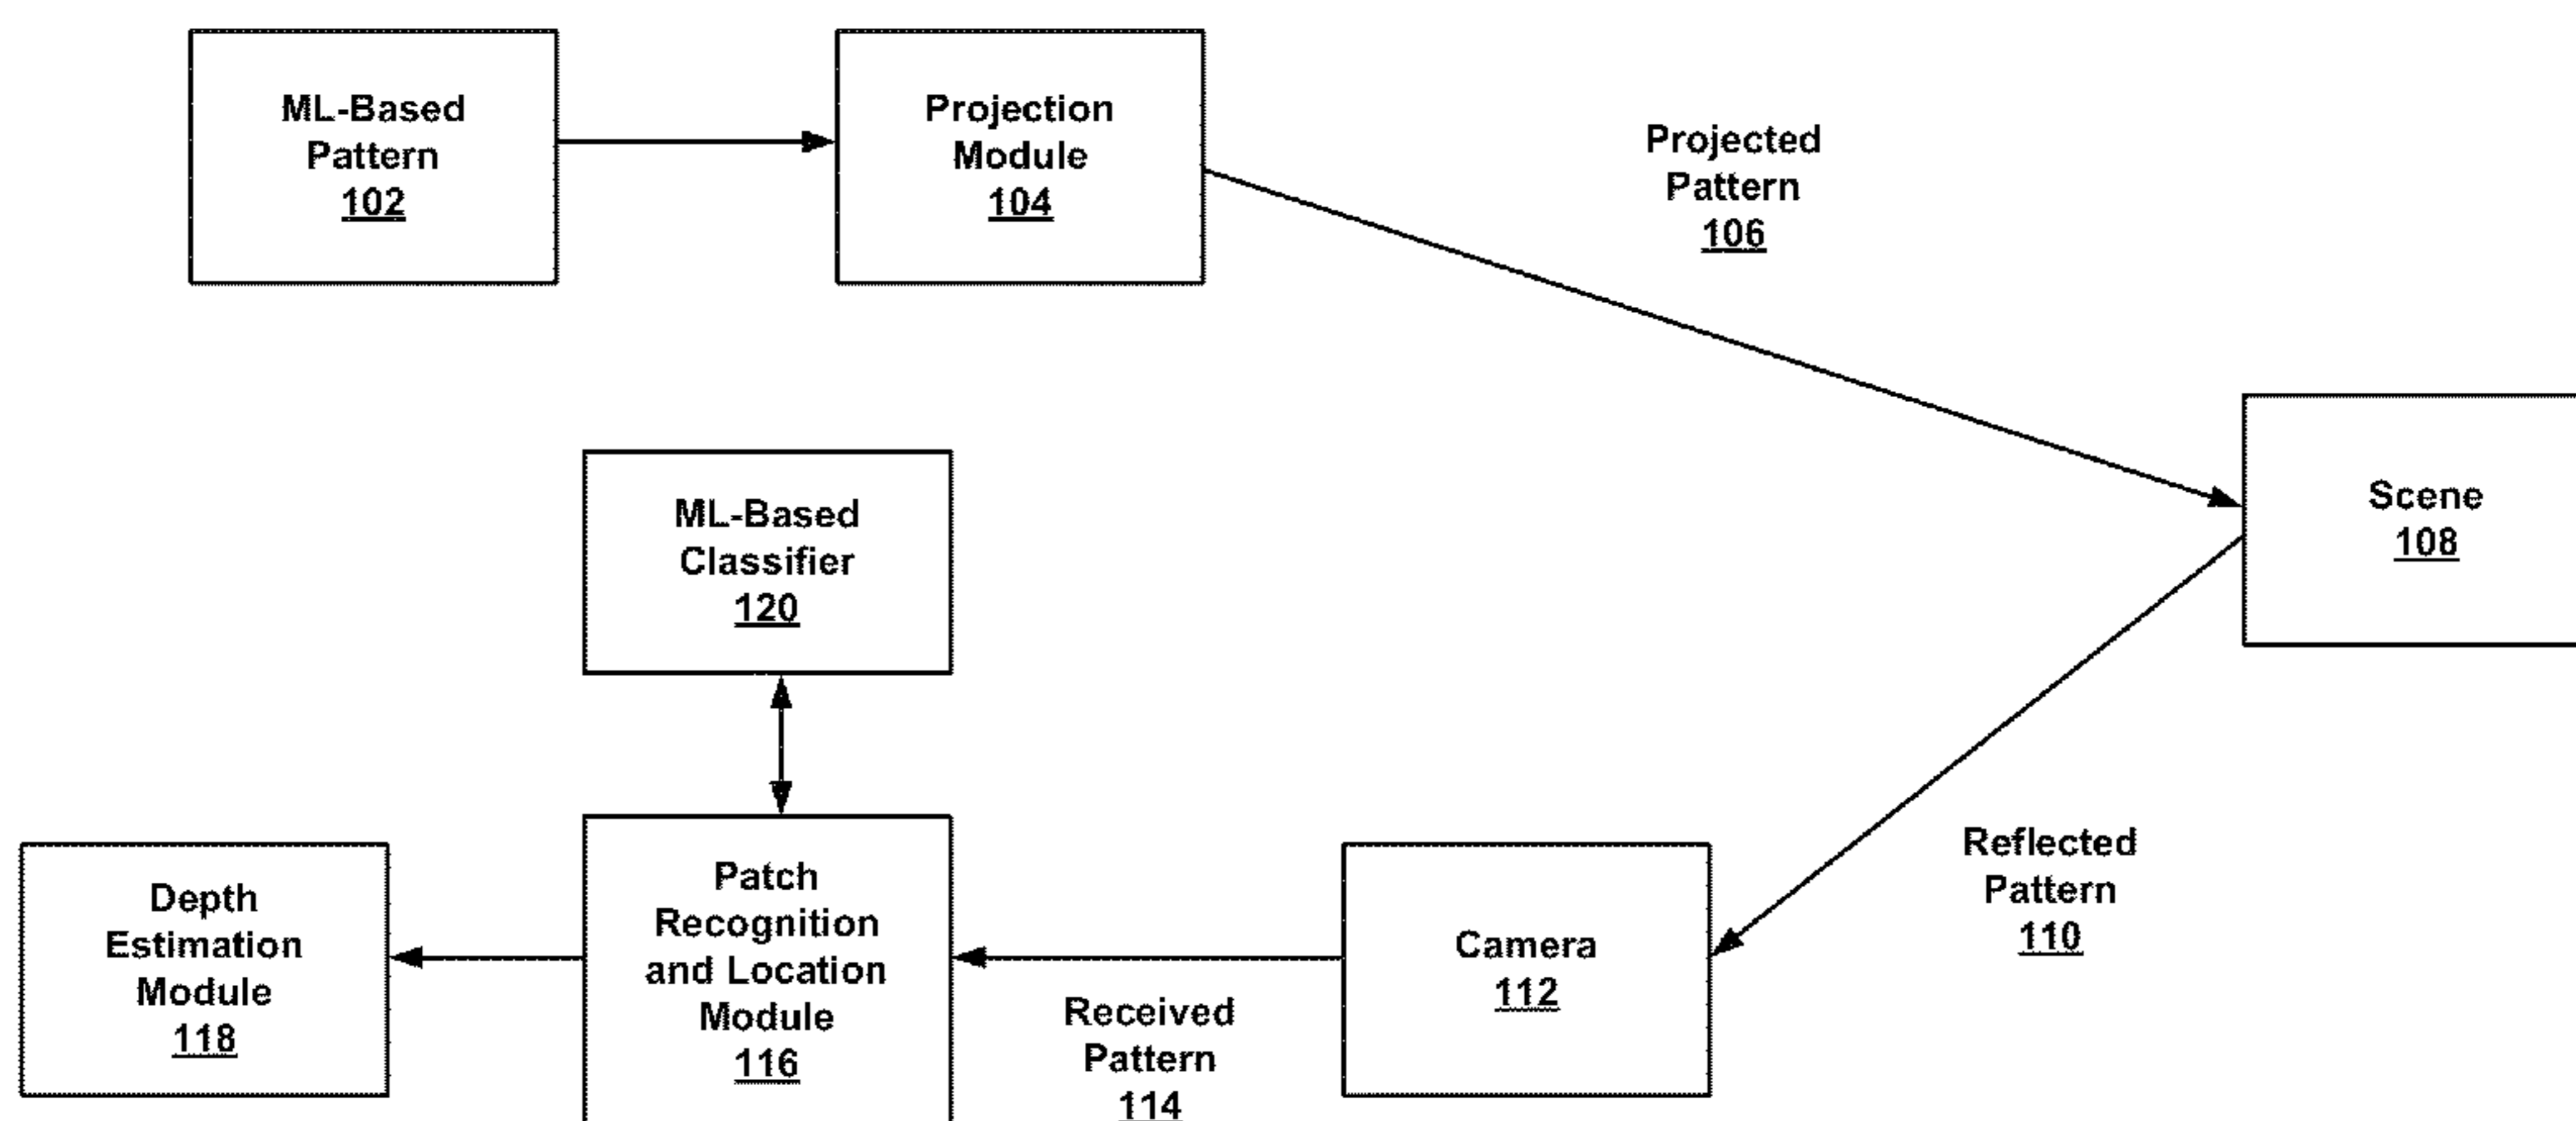 ML-Based
Pattern
102
Projection
Module
104
Projected
Pattern
106
Scene
108
ML-Based
Classifier
120
Depth
Estimation
Module
118
Patch
Recognition
and Location
Module
116
Received
Pattern
114
Camera
112
Reflected
Pattern
110